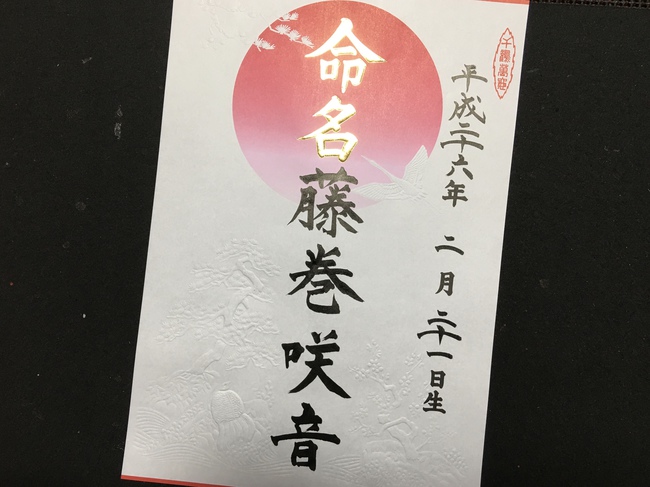 平成二十六年 二月 二十一日生
命名 藤巻咲音